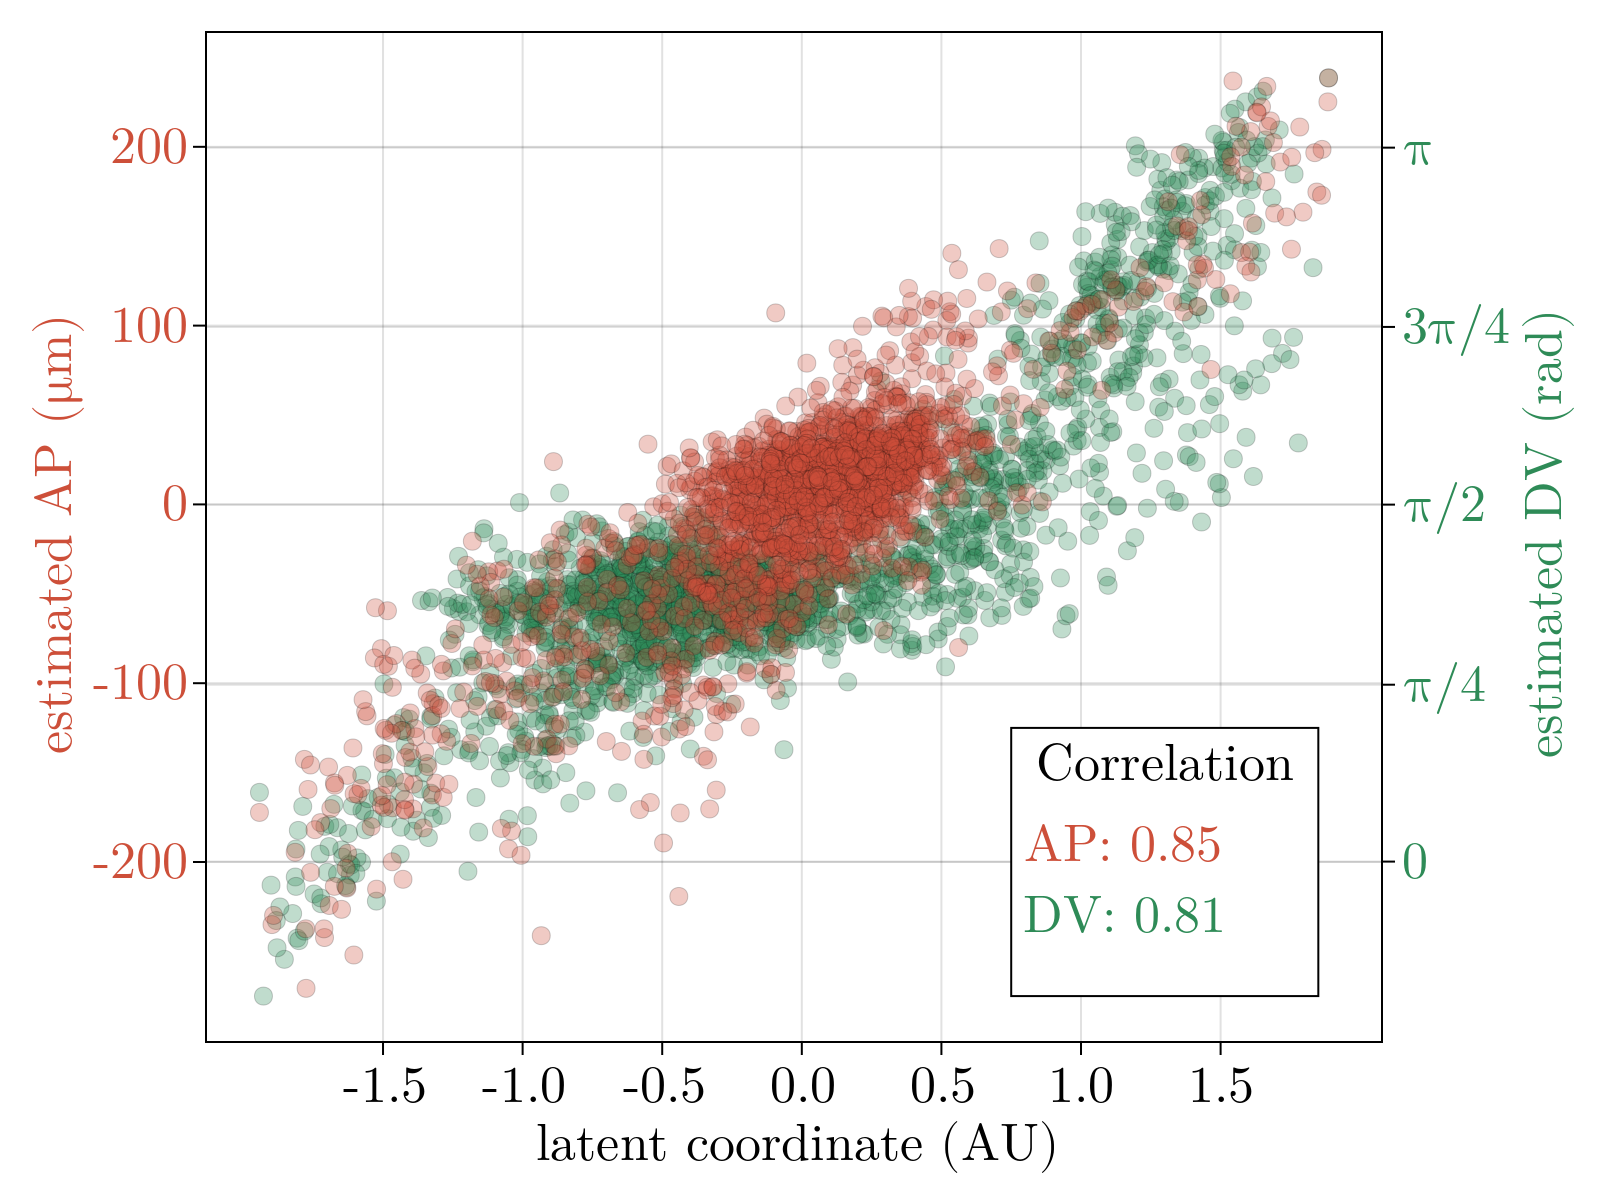 estimated AP (μm)
200
100
0
-100
-200
π
3π/4
π/2
π/4
0
estimated DV (rad)
Correlation
AP: 0.85
DV: 0.81
-1.5 -1.0 -0.5 0.0 0.5 1.0 1.5
latent coordinate (AU)